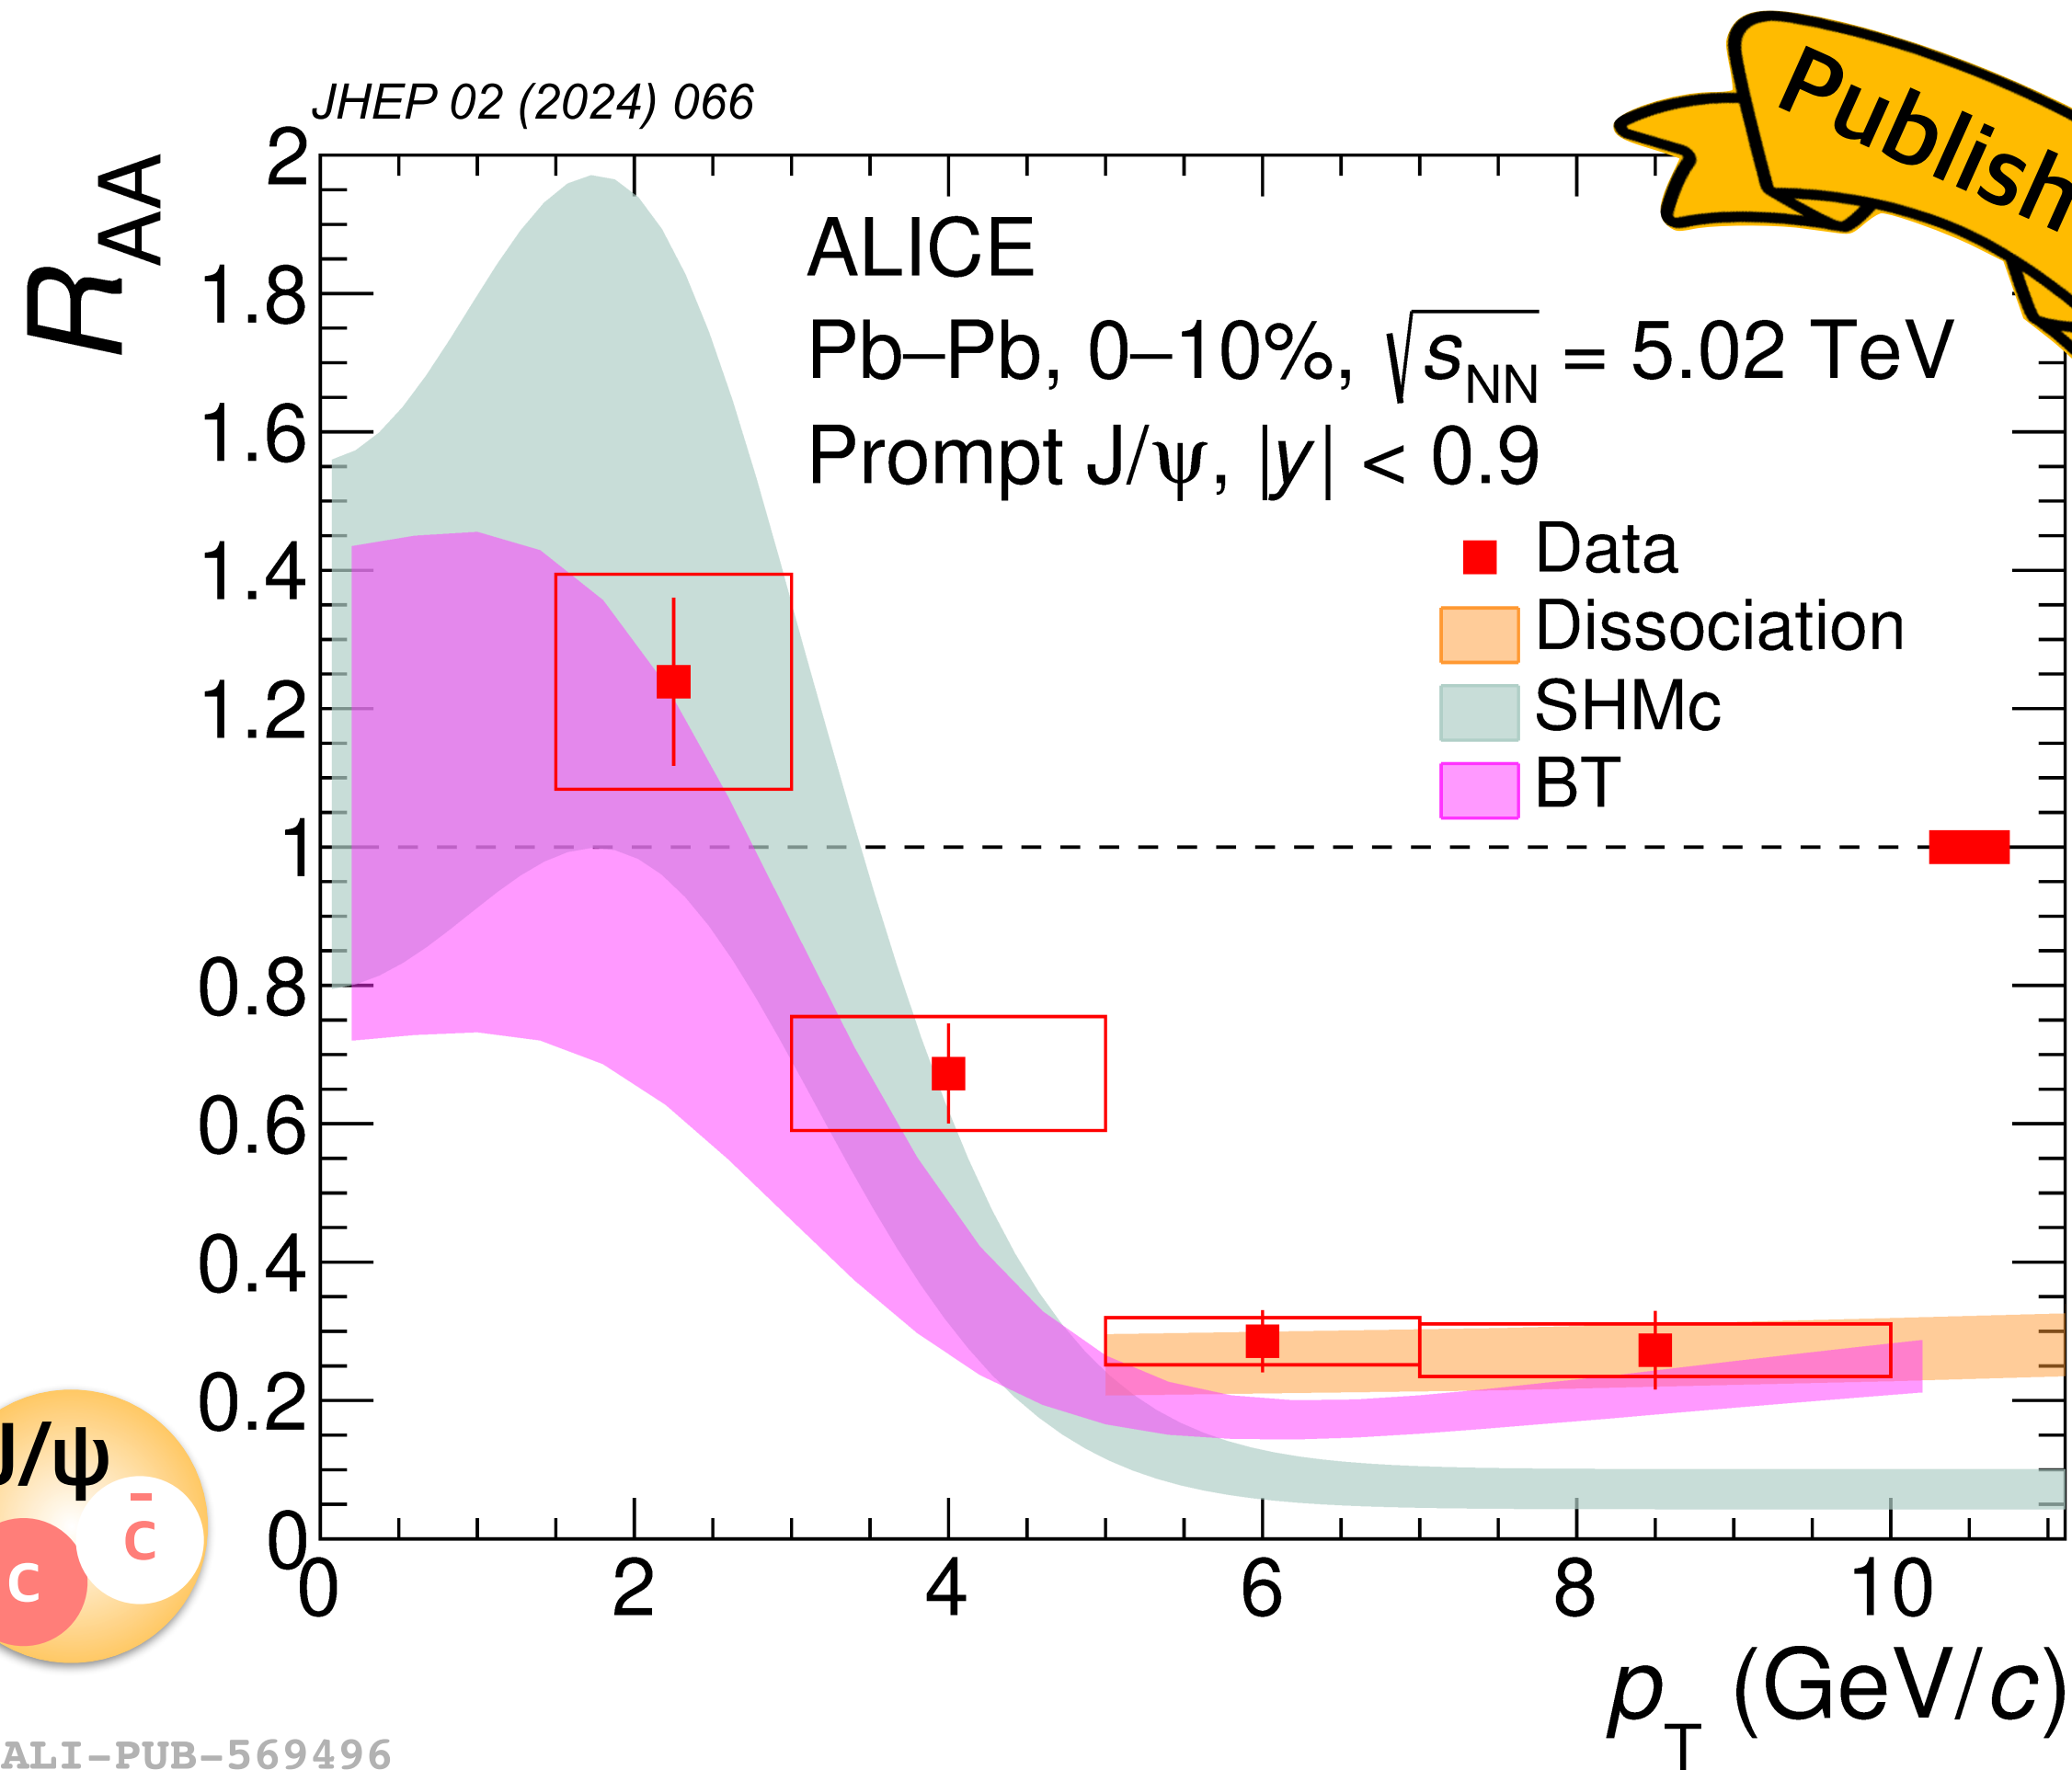 JHEP 02 (2024) 066
Publish
RAA
2
1.8
1.6
1.4
1.2
1
0.8
0.6
0.4
0.2
0
ALICE
Pb–Pb, 0–10%, √sNN = 5.02 TeV
Prompt J/ψ, |y| < 0.9
Data
Dissociation
SHMc
BT
J/ψ
c̄
c
0 2 4 6 8 10
pT (GeV/c)
ALI-PUB-569496